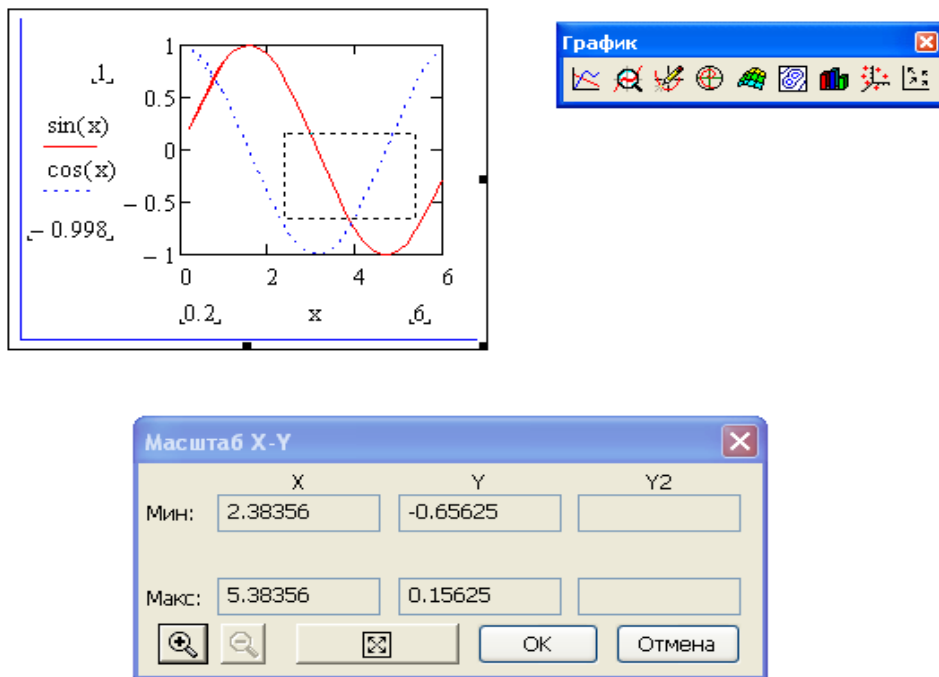 1
1
0.5
sin(x)
0
cos(x)
− 0.5
− 0.998
− 1
0 2 4 6
0.2 x 6
График
Масштаб X-Y
X Y Y2
Мин: 2.38356 -0.65625
Макс: 5.38356 0.15625
OK Отмена